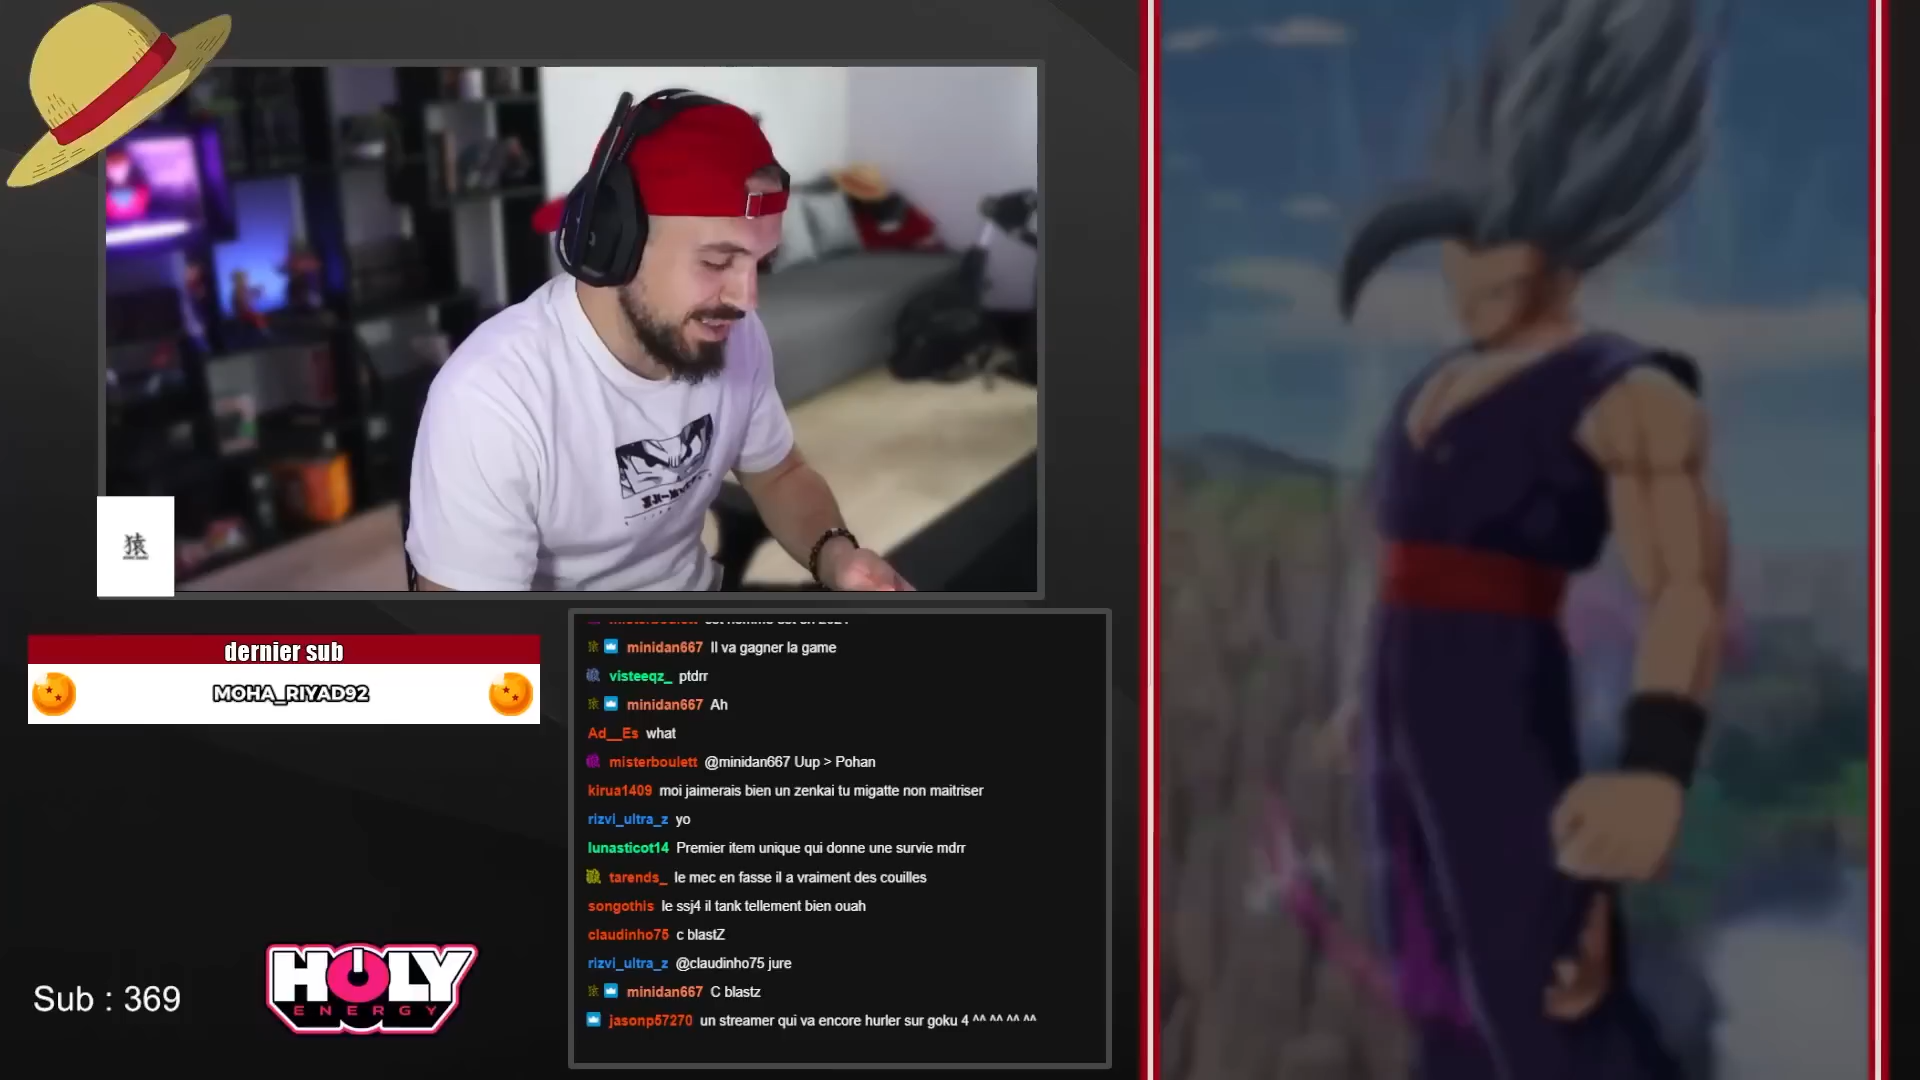 猿
dernier sub
MOHA_RIYAD92
minidan667 Il va gagner la game
visteeqz_ ptdrr
minidan667 Ah
Ad__Es what
misterboulett @minidan667 Uup > Pohan
kirua1409 moi jaimerais bien un zenkai tu migatte non maitriser
rizvi_ultra_z yo
lunasticot14 Premier item unique qui donne une survie mdrr
tarends_ le mec en fasse il a vraiment des couilles
songothis le ssj4 il tank tellement bien ouah
claudinho75 c blastZ
rizvi_ultra_z @claudinho75 jure
minidan667 C blastz
jasonp57270 un streamer qui va encore hurler sur goku 4 ^^ ^^ ^^ ^^
Sub : 369
HOLY
ENERGY